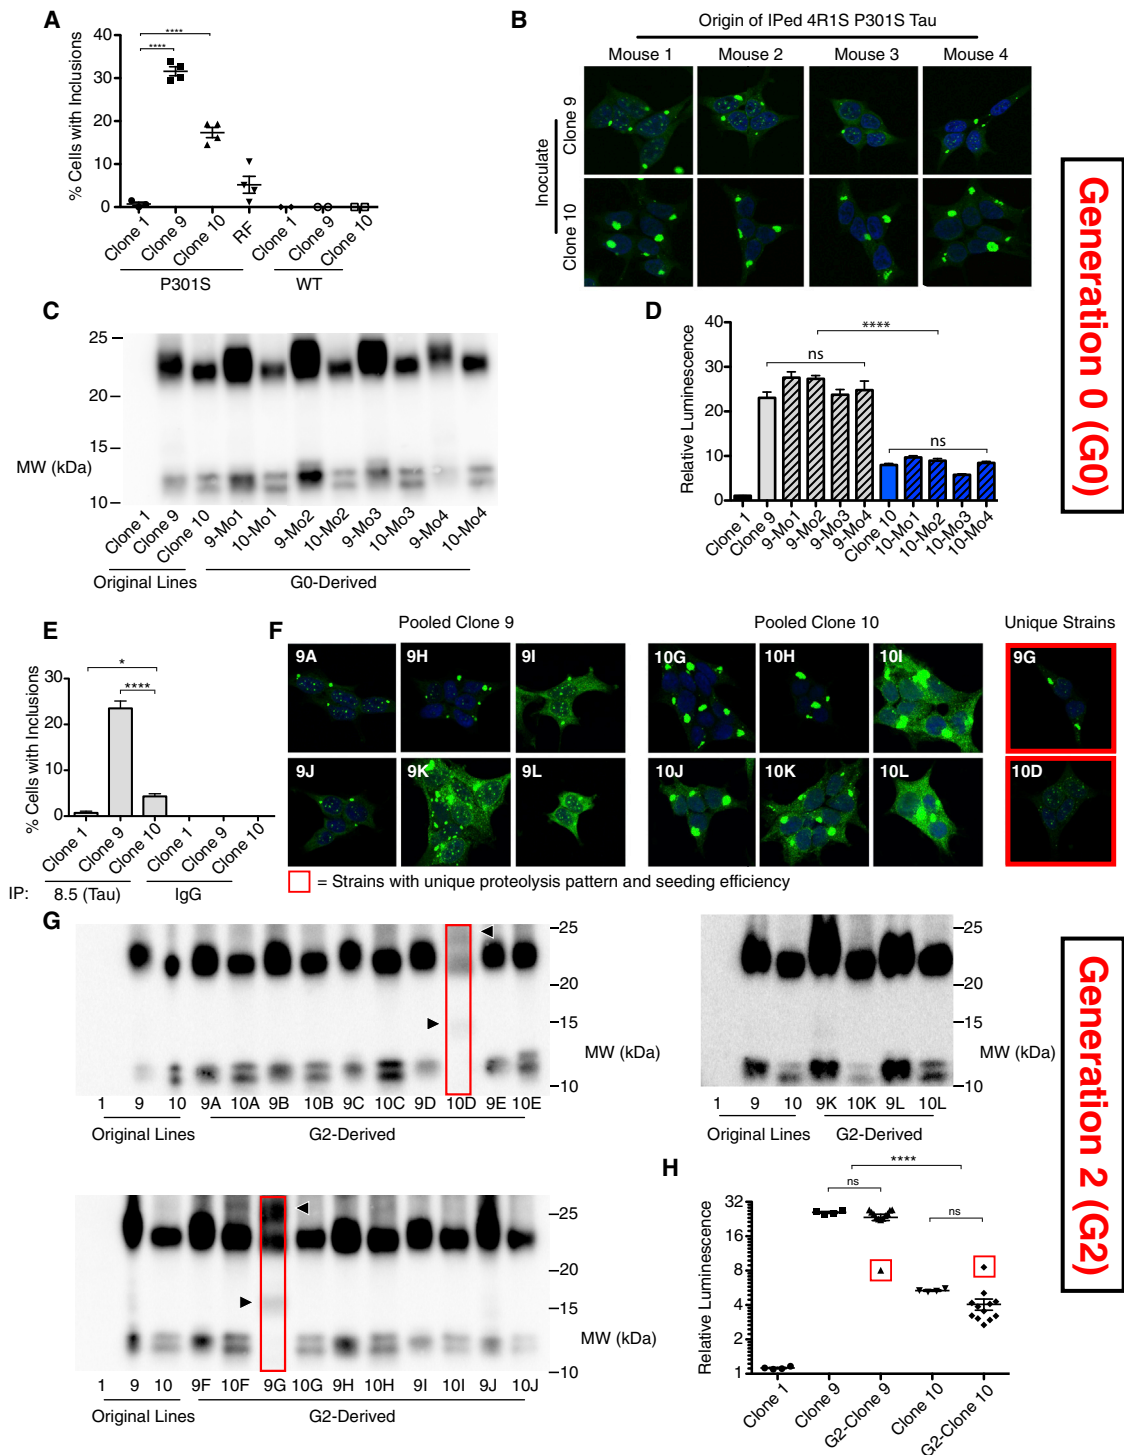 A
% Cells with Inclusions
40
30
20
10
0
****
****
Clone 1
Clone 9
Clone 10
RF
Clone 1
Clone 9
Clone 10
P301S
WT
B
Origin of IPed 4R1S P301S Tau
Mouse 1
Mouse 2
Mouse 3
Mouse 4
Inoculate
Clone 9
Clone 10
Generation 0 (G0)
C
25
20
15
MW (kDa)
10
Clone 1
Clone 9
Clone 10
9-Mo1
10-Mo1
9-Mo2
10-Mo2
9-Mo3
10-Mo3
9-Mo4
10-Mo4
Original Lines
G0-Derived
D
Relative Luminescence
40
30
20
10
0
****
ns
ns
Clone 1
Clone 9
9-Mo1
9-Mo2
9-Mo3
9-Mo4
Clone 10
10-Mo1
10-Mo2
10-Mo3
10-Mo4
E
% Cells with Inclusions
30
20
10
0
*
****
Clone 1
Clone 9
Clone 10
Clone 1
Clone 9
Clone 10
IP:
8.5 (Tau)
IgG
F
Pooled Clone 9
Pooled Clone 10
Unique Strains
9A
9H
9I
10G
10H
10I
9G
9J
9K
9L
10J
10K
10L
10D
= Strains with unique proteolysis pattern and seeding efficiency
G
25
20
15
MW (kDa)
10
1 9 10 9A 10A 9B 10B 9C 10C 9D 10D 9E 10E
Original Lines
G2-Derived
25
20
15
MW (kDa)
10
1 9 10 9K 10K 9L 10L
Original Lines
G2-Derived
25
20
15
MW (kDa)
10
1 9 10 9F 10F 9G 10G 9H 10H 9I 10I 9J 10J
Original Lines
G2-Derived
H
Relative Luminescence
32
16
8
4
2
1
****
ns
ns
Clone 1
Clone 9
G2-Clone 9
Clone 10
G2-Clone 10
Generation 2 (G2)